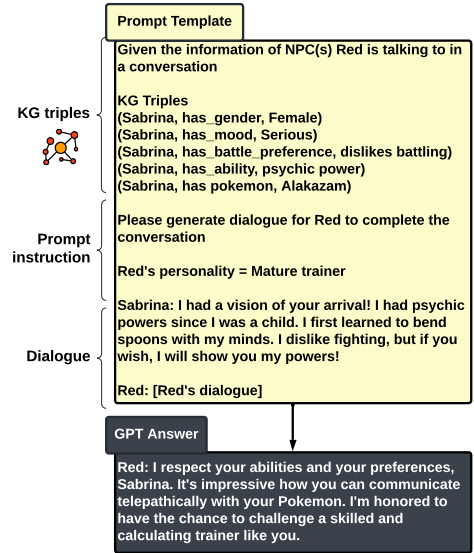 Prompt Template
Given the information of NPC(s) Red is talking to in
a conversation
KG triples
KG Triples
(Sabrina, has_gender, Female)
(Sabrina, has_mood, Serious)
(Sabrina, has_battle_preference, dislikes battling)
(Sabrina, has_ability, psychic power)
(Sabrina, has pokemon, Alakazam)
Prompt
instruction
Please generate dialogue for Red to complete the
conversation
Red's personality = Mature trainer
Dialogue
Sabrina: I had a vision of your arrival! I had psychic
powers since I was a child. I first learned to bend
spoons with my minds. I dislike fighting, but if you
wish, I will show you my powers!
Red: [Red's dialogue]
GPT Answer
Red: I respect your abilities and your preferences,
Sabrina. It's impressive how you can communicate
telepathically with your Pokemon. I'm honored to
have the chance to challenge a skilled and
calculating trainer like you.